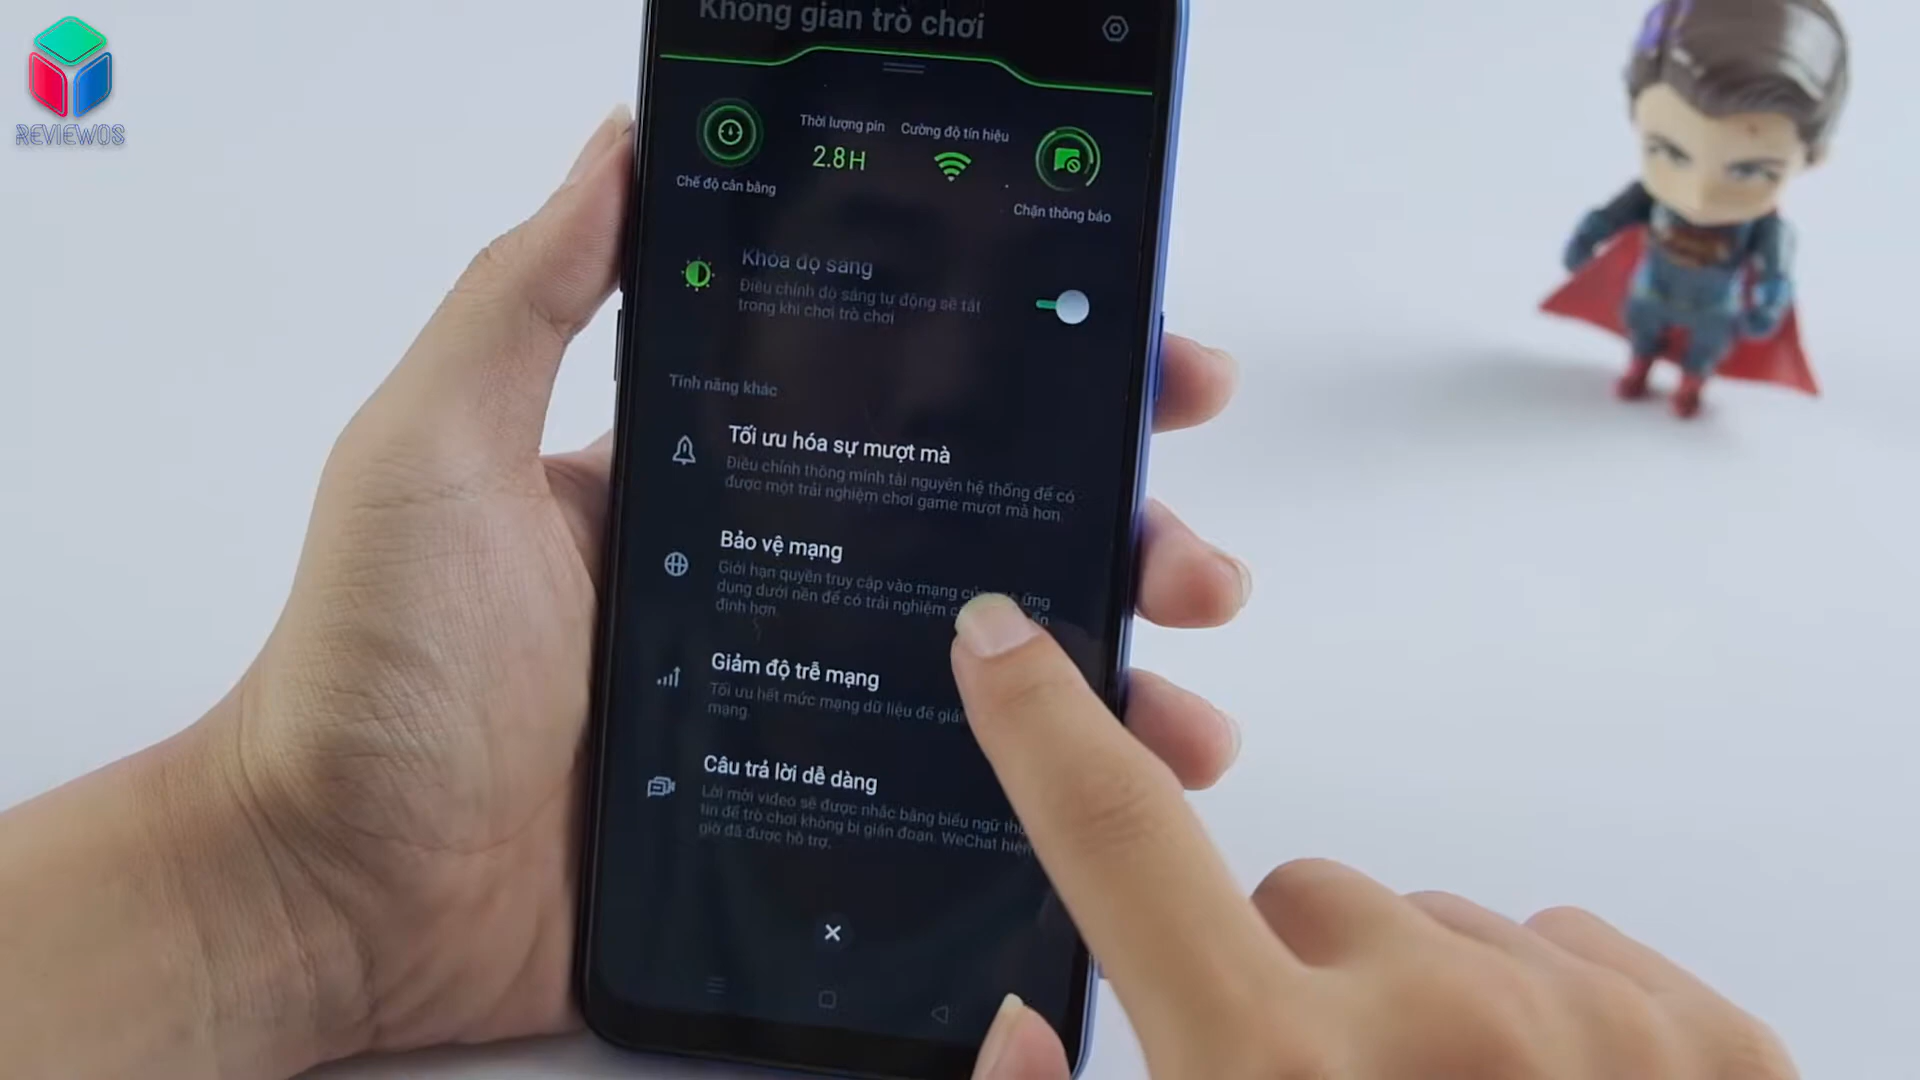 REVIEWOS
Không gian trò chơi
Thời lượng pin
Cường độ tín hiệu
2.8H
Chế độ cân bằng
Chặn thông báo
Khóa độ sáng
Điều chỉnh độ sáng tự động sẽ tắt
trong khi chơi trò chơi
Tính năng khác
Tối ưu hóa sự mượt mà
Điều chỉnh thông minh tài nguyên hệ thống để có
được một trải nghiệm chơi game mượt mà hơn.
Bảo vệ mạng
Giới hạn quyền truy cập vào mạng ứng
dụng dưới nền để có trải nghiệm
định hơn.
Giảm độ trễ mạng
Tối ưu hết mức mạng dữ liệu để
mạng.
Câu trả lời dễ dàng
Lời mời video sẽ được nhắc bằng biểu ngữ
tin để trò chơi không bị gián đoạn. WeChat hiện
giờ đã được hỗ trợ.